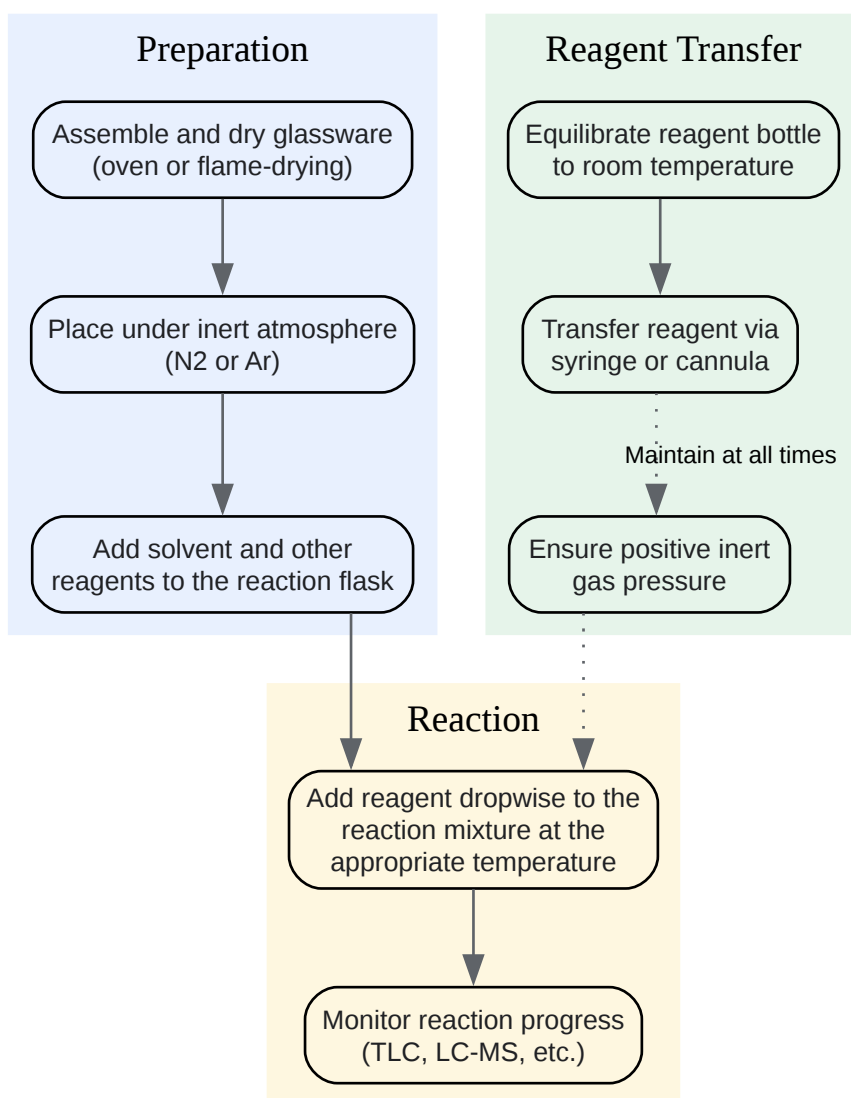 Preparation
Assemble and dry glassware
(oven or flame-drying)
Place under inert atmosphere
(N2 or Ar)
Add solvent and other
reagents to the reaction flask
Reagent Transfer
Equilibrate reagent bottle
to room temperature
Transfer reagent via
syringe or cannula
Maintain at all times
Ensure positive inert
gas pressure
Reaction
Add reagent dropwise to the
reaction mixture at the
appropriate temperature
Monitor reaction progress
(TLC, LC-MS, etc.)